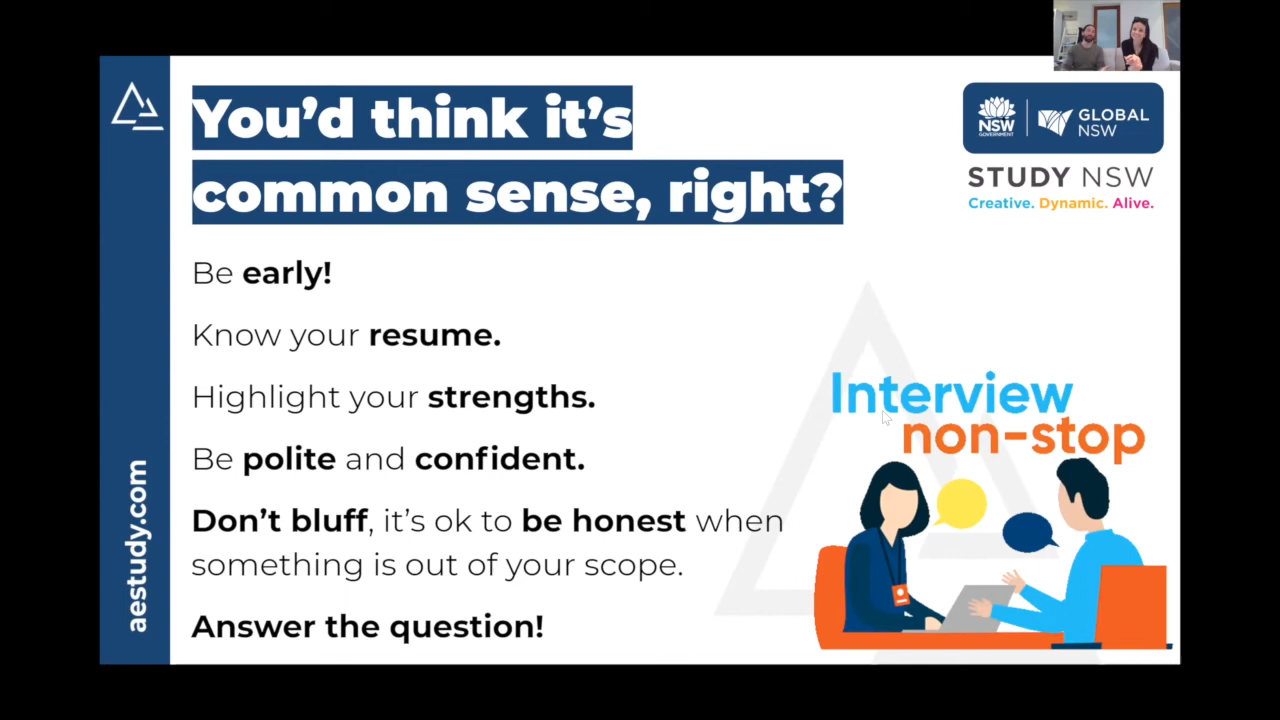 You'd think it's
common sense, right?
NSW
GOVERNMENT
GLOBAL
NSW
STUDY NSW
Creative. Dynamic. Alive.
Be early!
Know your resume.
Highlight your strengths.
Be polite and confident.
Don't bluff, it's ok to be honest when
something is out of your scope.
Answer the question!
Interview
non-stop
aestudy.com